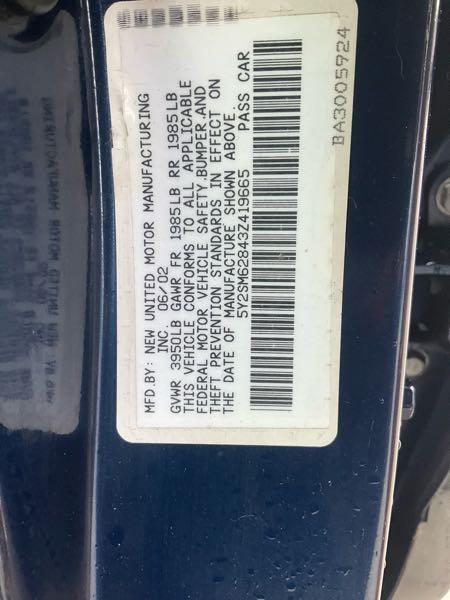 MFD.BY: NEW UNITED MOTOR MANUFACTURING
INC. 06/02
GVWR 3950LB GAWR FR 1985LB RR 1985LB
THIS VEHICLE CONFORMS TO ALL APPLICABLE
FEDERAL MOTOR VEHICLE SAFETY,BUMPER,AND
THEFT PREVENTION STANDARDS IN EFFECT ON
THE DATE OF MANUFACTURE SHOWN ABOVE.
5Y2SM62843Z419665 PASS CAR
BA3005924